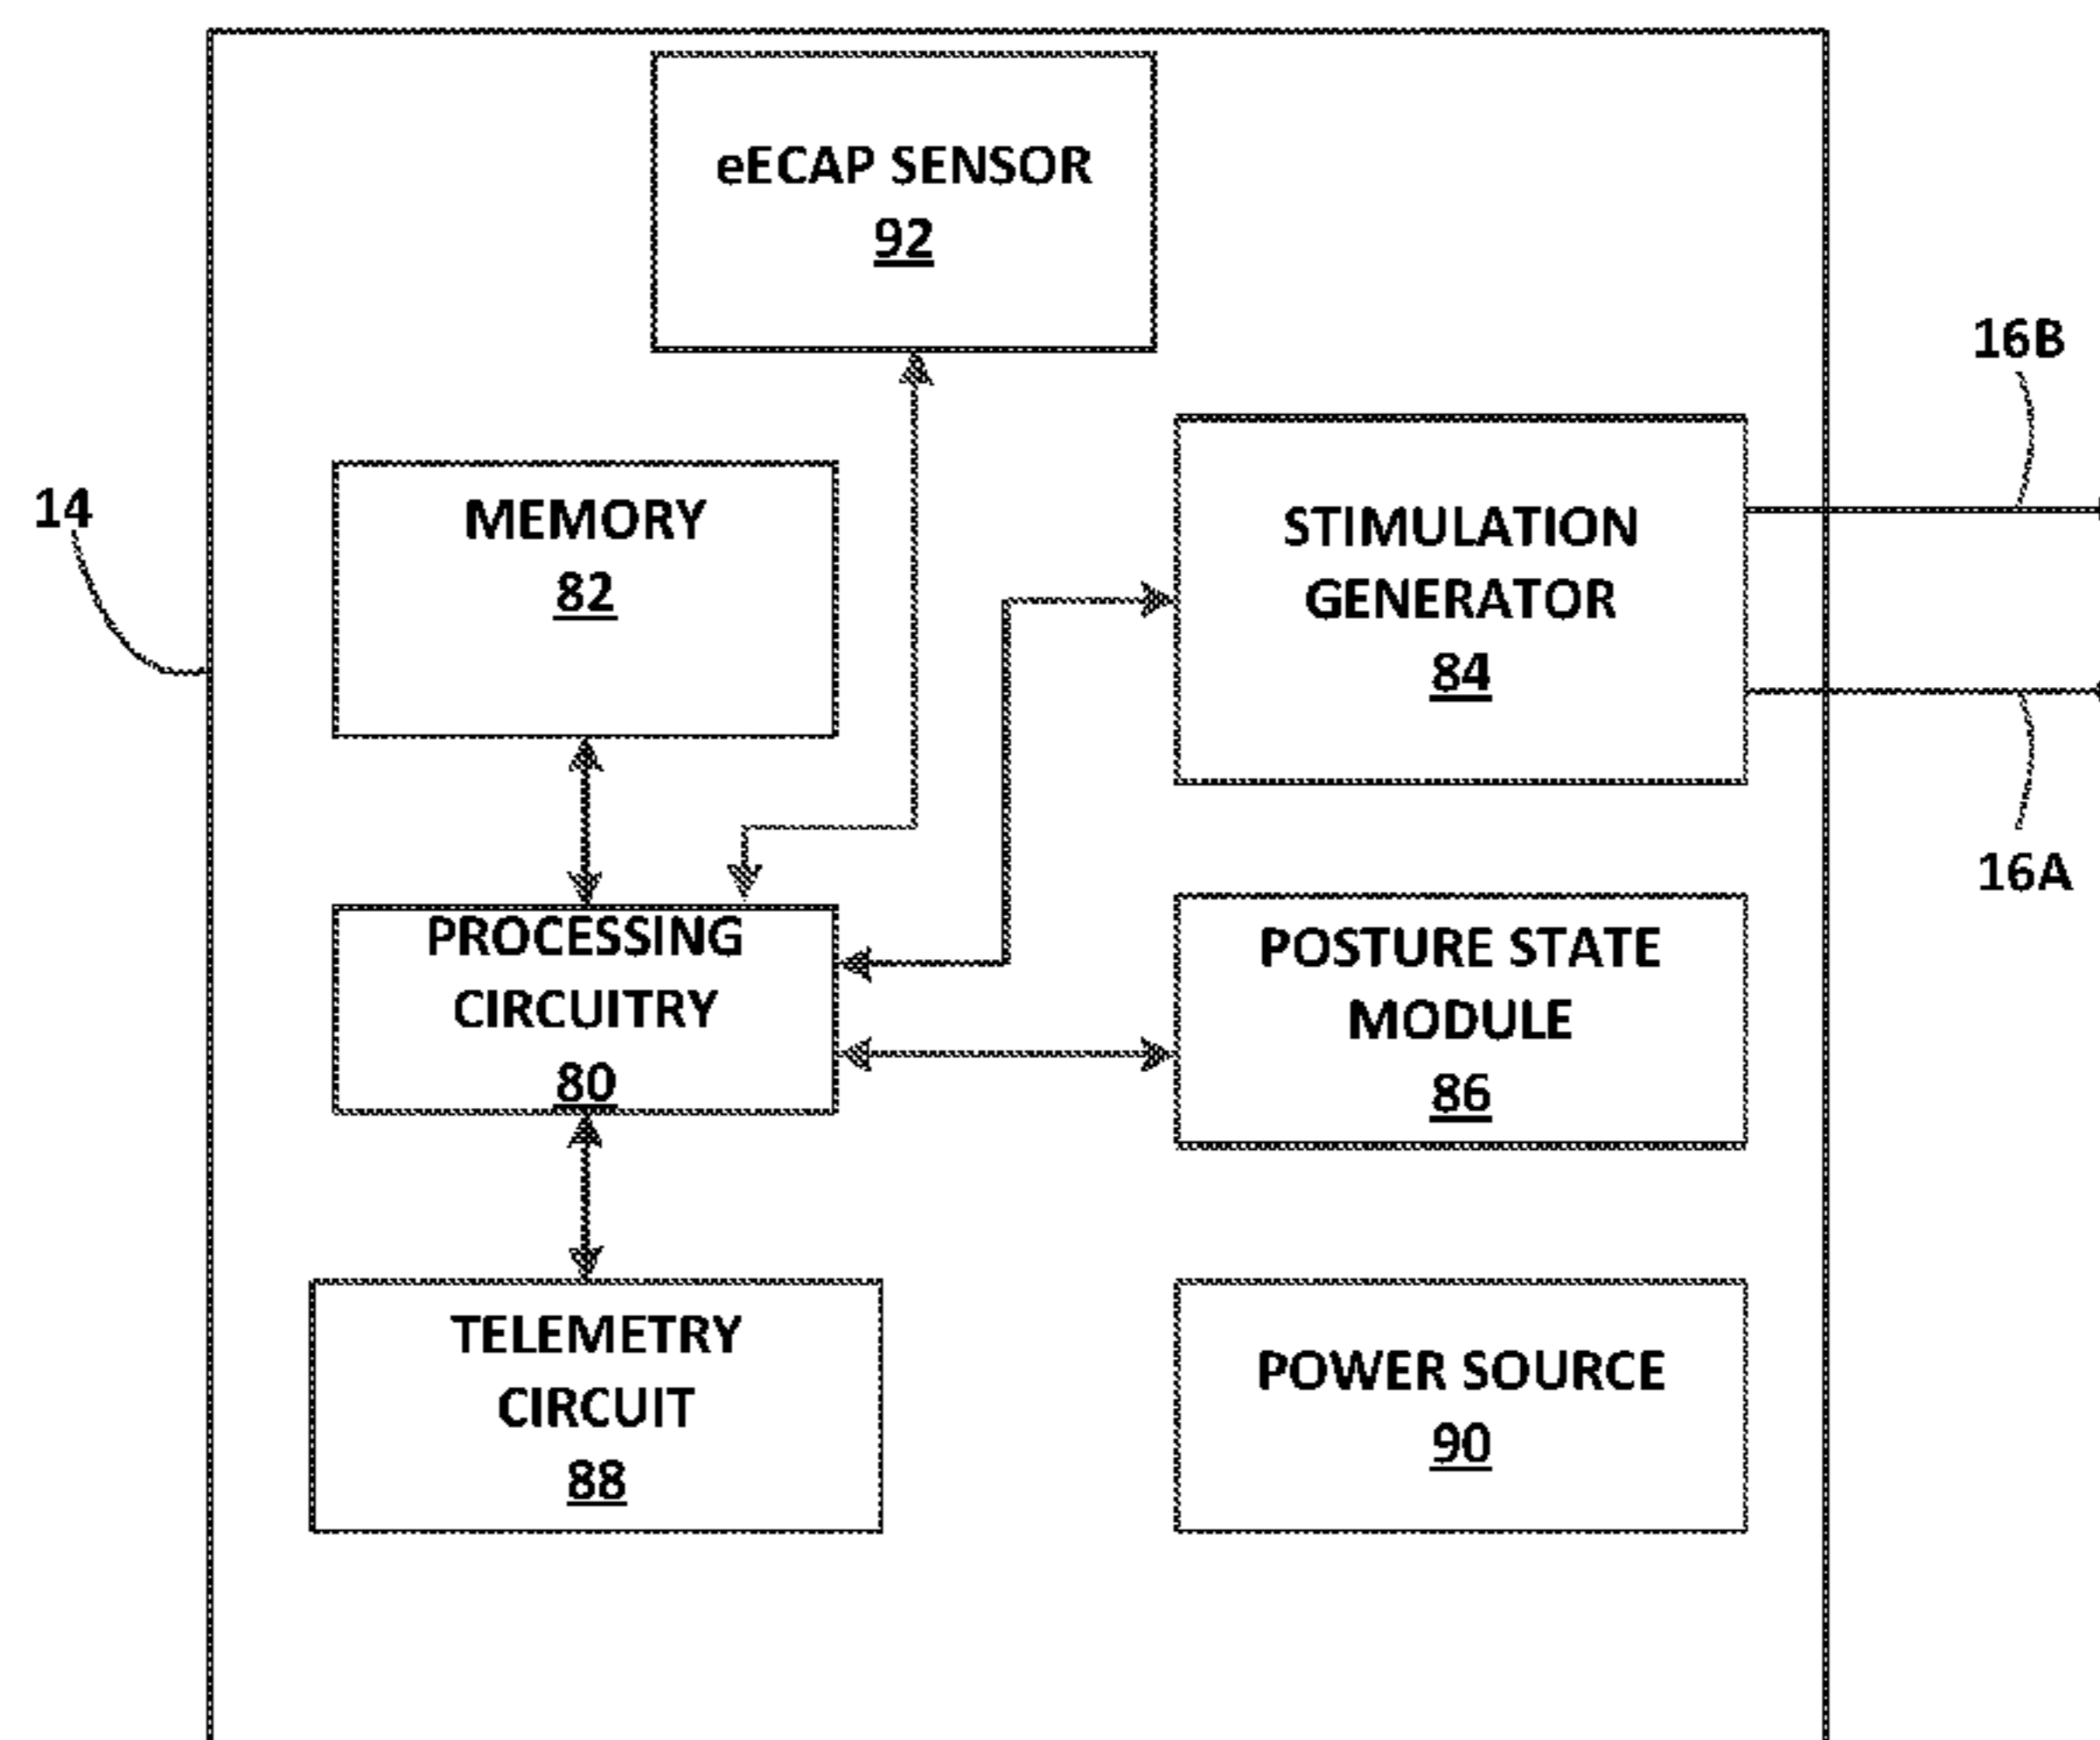 eECAP SENSOR
92
16B
14
MEMORY
82
STIMULATION
GENERATOR
84
16A
PROCESSING
CIRCUITRY
80
POSTURE STATE
MODULE
86
TELEMETRY
CIRCUIT
88
POWER SOURCE
90